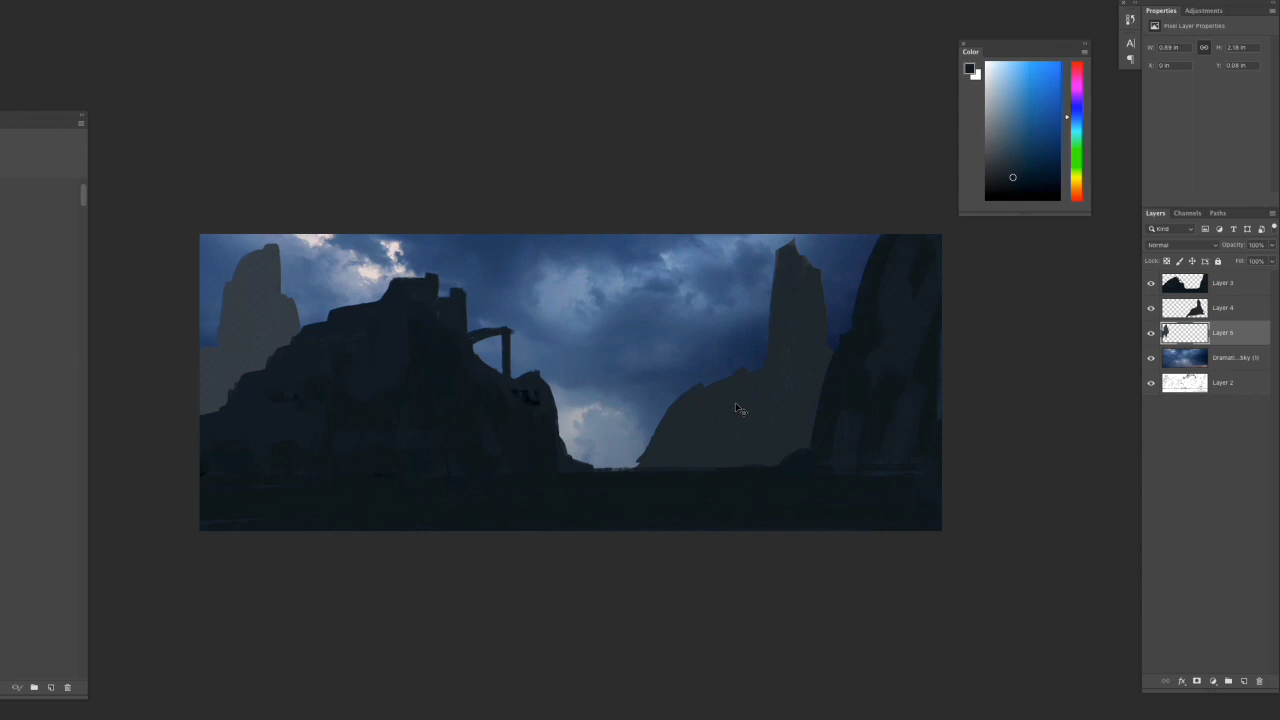 Properties Adjustments
Pixel Layer Properties
W: 0.89 in H: 2.18 in
X: 0 in Y: 0.08 in
Color
Layers Channels Paths
Kind
Normal Opacity: 100%
Lock: Fill: 100%
Layer 3
Layer 4
Layer 5
Dramati...Sky (1)
Layer 2